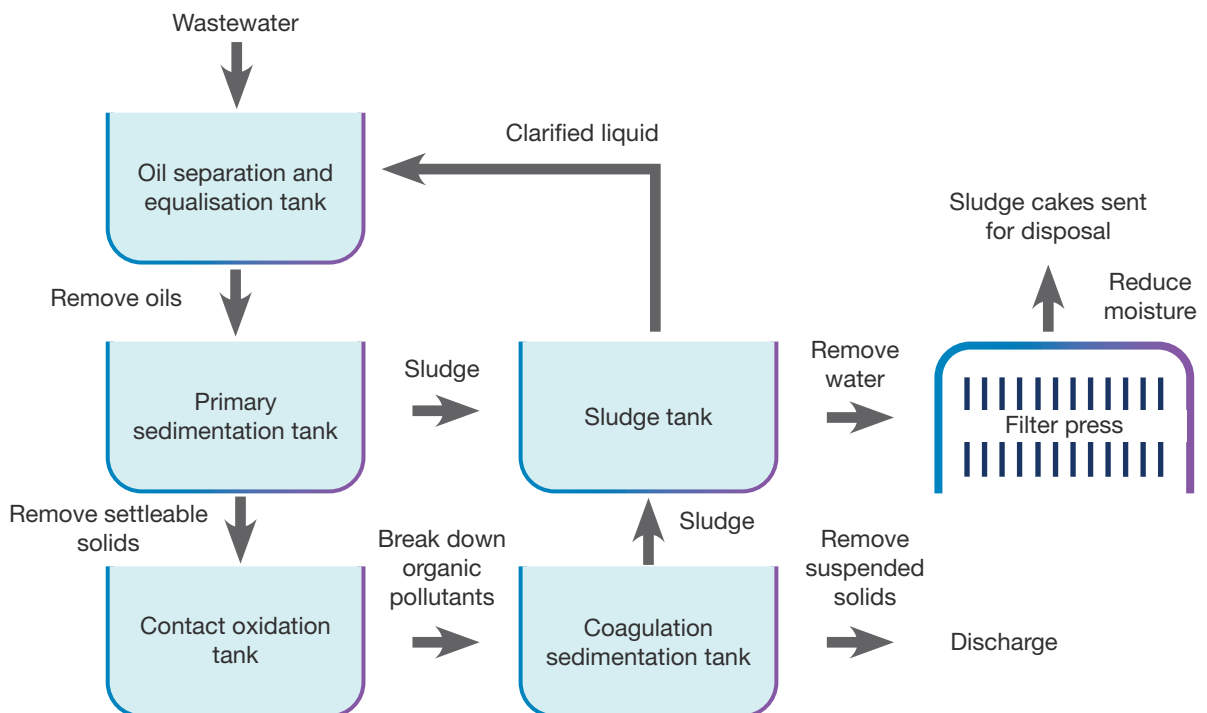 Wastewater
Oil separation and
equalisation tank
Clarified liquid
Sludge cakes sent
for disposal
Reduce
moisture
Remove oils
Primary
sedimentation tank
Sludge
Sludge tank
Remove
water
Filter press
Remove settleable
solids
Sludge
Contact oxidation
tank
Break down
organic
pollutants
Coagulation
sedimentation tank
Remove
suspended
solids
Discharge